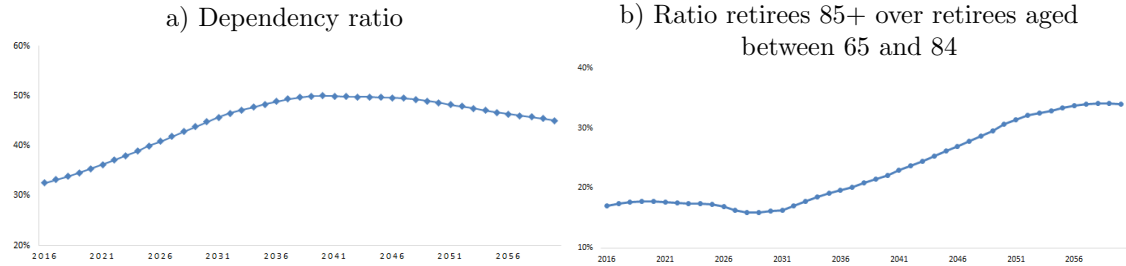 a) Dependency ratio
60%
50%
40%
30%
20%
2016 2021 2026 2031 2036 2041 2046 2051 2056
b) Ratio retirees 85+ over retirees aged
between 65 and 84
40%
30%
20%
10%
2016 2021 2026 2031 2036 2041 2046 2051 2056